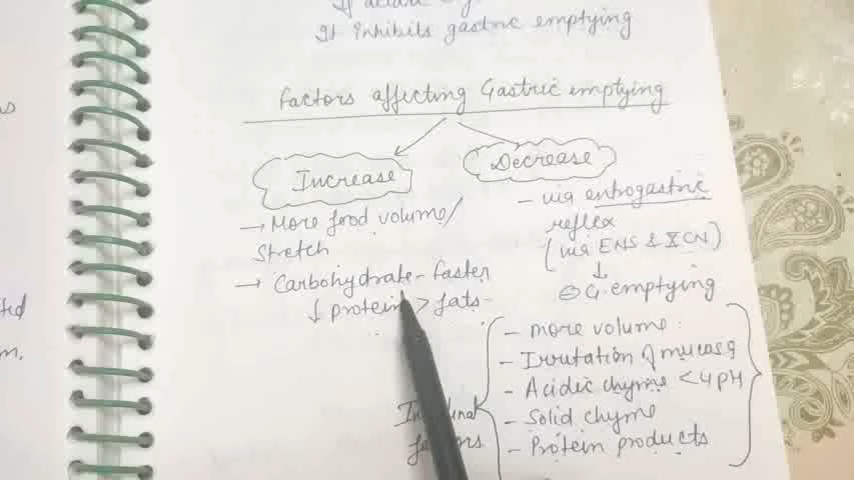 It inhibits gastric emptying
Factors affecting Gastric emptying
Increase
→ More food volume/
Stretch
→ Carbohydrate - faster
↓ protein > fats
Decrease
- via entrogastric
reflex
(via ENS & X CN)
↓
⊖ G. emptying
- more volume
- Irritation of mucosa
- Acidic chyme < 4 pH
- Solid chyme
- Protein products